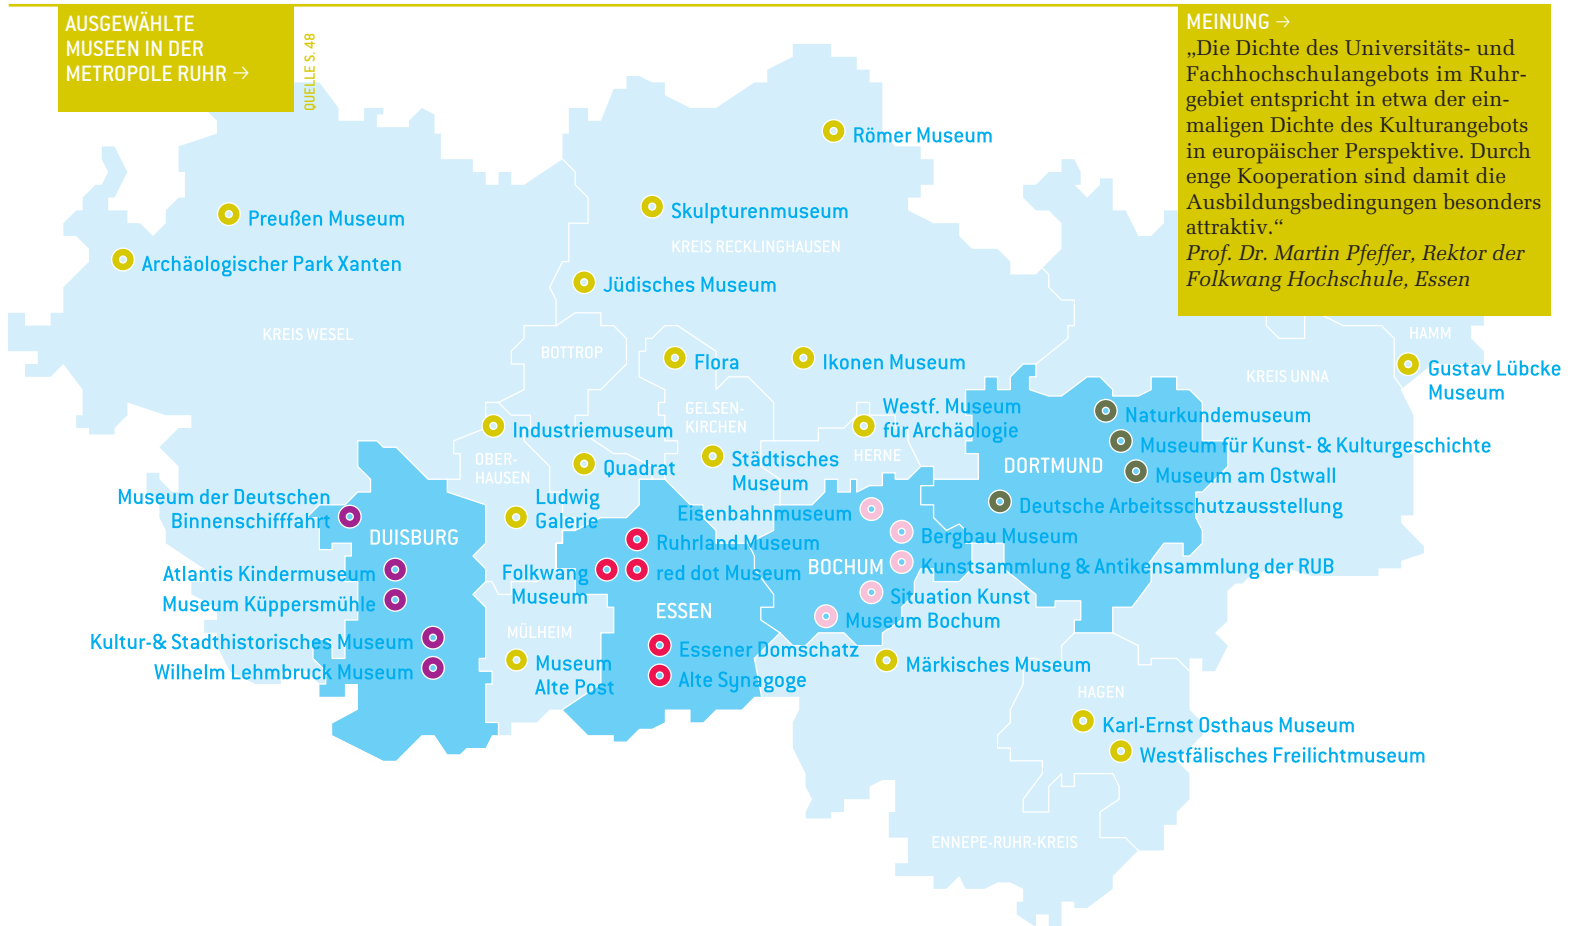 AUSGEWÄHLTE
MUSEEN IN DER
METROPOLE RUHR →
QUELLE S. 48
MEINUNG →
„Die Dichte des Universitäts- und
Fachhochschulangebots im Ruhr-
gebiet entspricht in etwa der ein-
maligen Dichte des Kulturangebots
in europäischer Perspektive. Durch
enge Kooperation sind damit die
Ausbildungsbedingungen besonders
attraktiv.“
Prof. Dr. Martin Pfeffer, Rektor der
Folkwang Hochschule, Essen
Römer Museum
Preußen Museum
Skulpturenmuseum
KREIS RECKLINGHAUSEN
Archäologischer Park Xanten
Jüdisches Museum
KREIS WESEL
BOTTROP
HAMM
Flora
Ikonen Museum
KREIS UNNA
Gustav Lübcke
Museum
GELSEN-
KIRCHEN
Westf. Museum
für Archäologie
HERNE
Naturkundemuseum
Industriemuseum
Museum für Kunst- & Kulturgeschichte
OBER-
HAUSEN
Quadrat
Städtisches
Museum
DORTMUND
Museum am Ostwall
Museum der Deutschen
Binnenschifffahrt
Ludwig
Galerie
Eisenbahnmuseum
Deutsche Arbeitsschutzausstellung
DUISBURG
Ruhrland Museum
Bergbau Museum
Atlantis Kindermuseum
Folkwang
Museum
red dot Museum
BOCHUM
Kunstsammlung & Antikensammlung der RUB
Museum Küppersmühle
ESSEN
Situation Kunst
Museum Bochum
MÜLHEIM
Kultur-& Stadthistorisches Museum
Essener Domschatz
Wilhelm Lehmbruck Museum
Museum
Alte Post
Alte Synagoge
Märkisches Museum
HAGEN
Karl-Ernst Osthaus Museum
Westfälisches Freilichtmuseum
ENNEPE-RUHR-KREIS